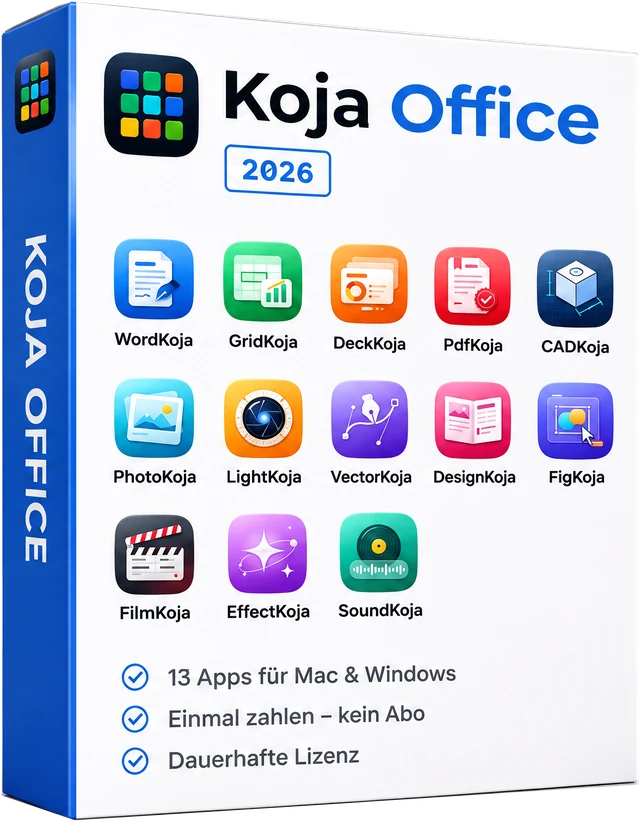 KOJA OFFICE
Koja Office
2026
WordKoja GridKoja DeckKoja PdfKoja CADKoja
PhotoKoja LightKoja VectorKoja DesignKoja FigKoja
FilmKoja EffectKoja SoundKoja
13 Apps für Mac & Windows
Einmal zahlen – kein Abo
Dauerhafte Lizenz